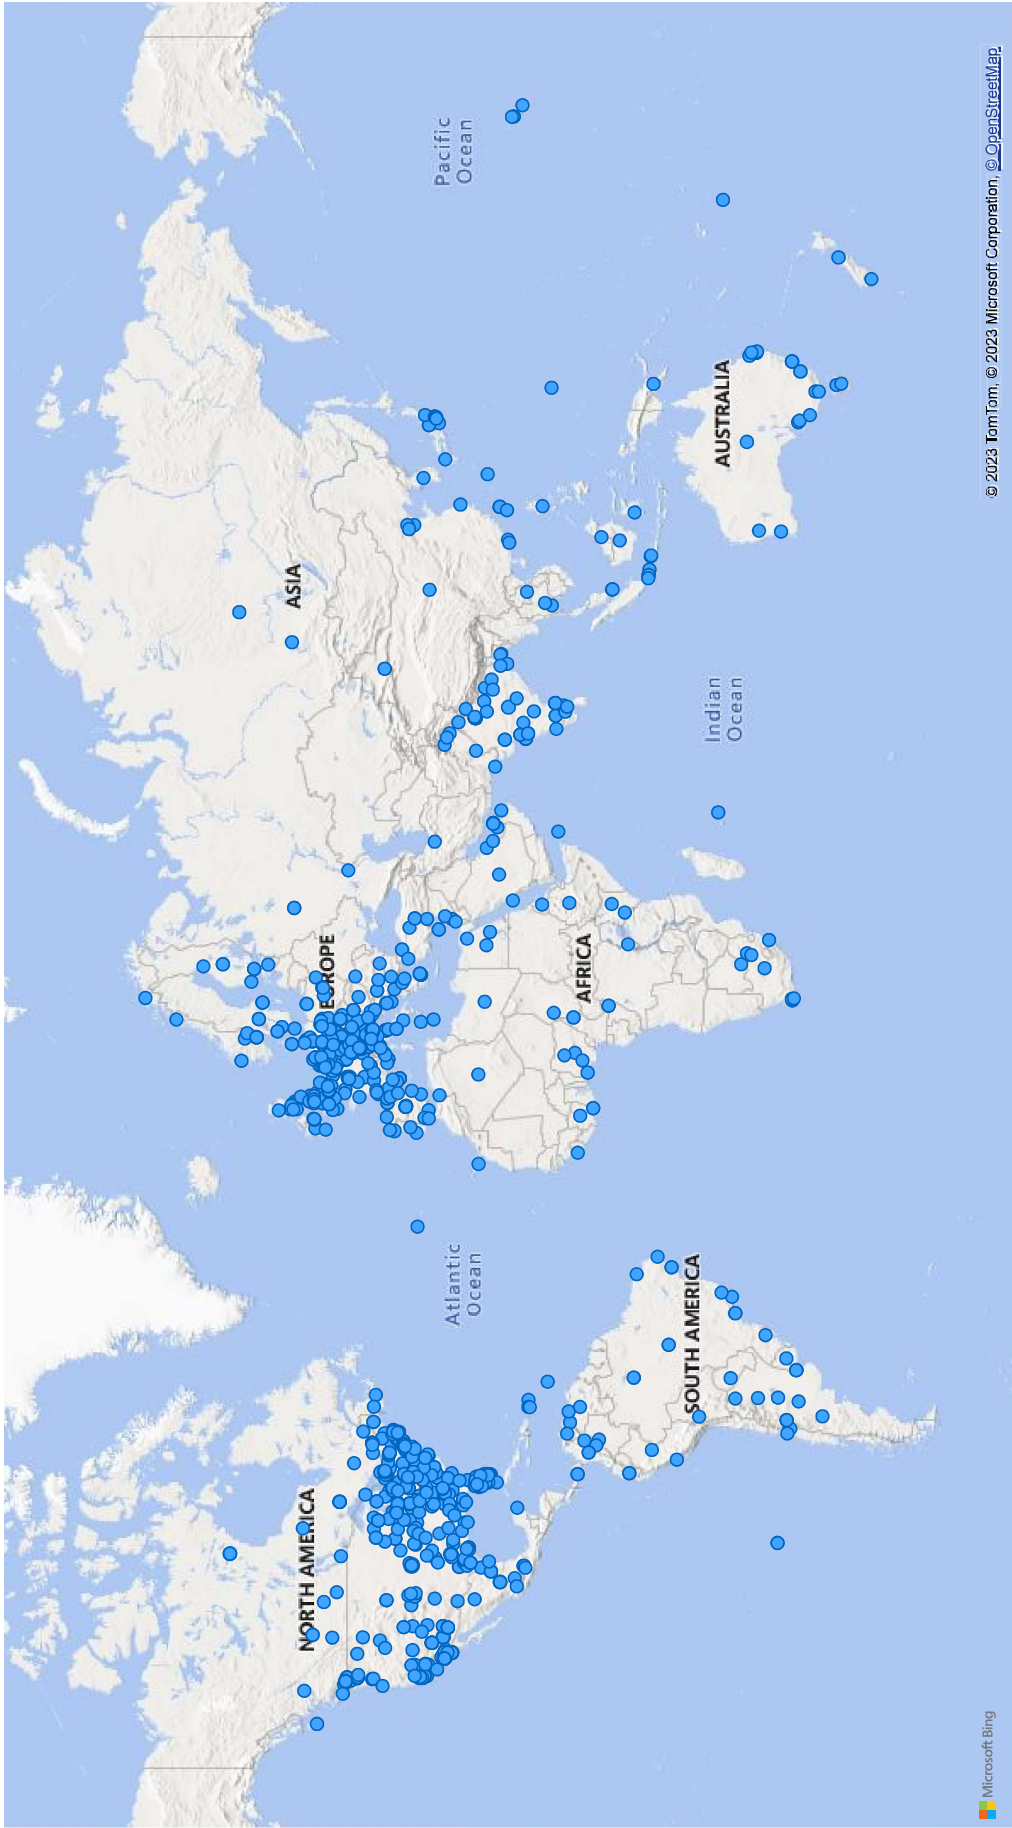 NORTH AMERICA
SOUTH AMERICA
Atlantic
Ocean
EUROPE
AFRICA
ASIA
Indian
Ocean
AUSTRALIA
Pacific
Ocean
Microsoft Bing
© 2023 TomTom, © 2023 Microsoft Corporation, © OpenStreetMap